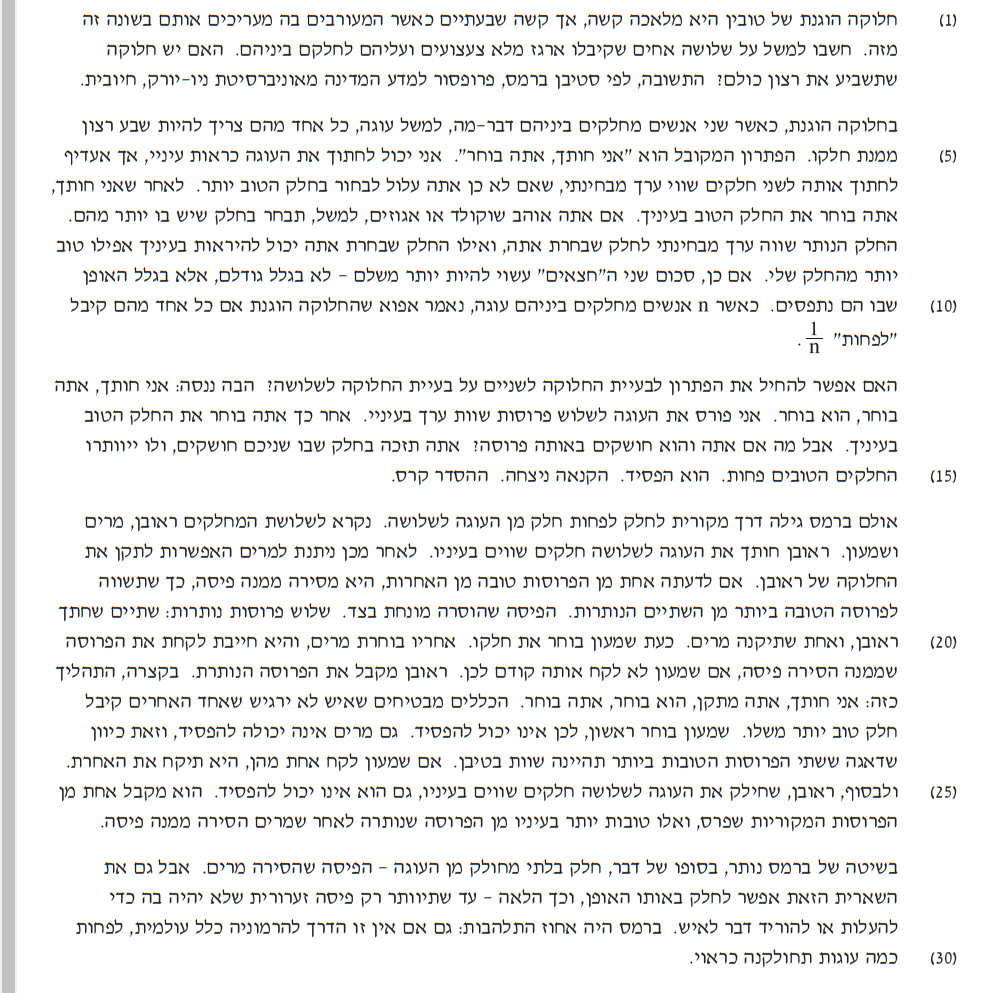 (1) חלוקה הוגנת של טובין היא מלאכה קשה, אך קשה שבעתיים כאשר המעורבים בה מעריכים אותם בשונה זה
מזה. חשבו למשל על שלושה אחים שקיבלו ארגז מלא צעצועים ועליהם לחלקם ביניהם. האם יש חלוקה
שתשביע את רצון כולם? התשובה, לפי סטיבן ברמס, פרופסור למדע המדינה מאוניברסיטת ניו-יורק, חיובית.
בחלוקה הוגנת, כאשר שני אנשים מחלקים ביניהם דבר-מה, למשל עוגה, כל אחד מהם צריך להיות שבע רצון
(5) ממנת חלקו. הפתרון המקובל הוא "אני חותך, אתה בוחר". אני יכול לחתוך את העוגה כראות עיניי, אך אעדיף
לחתוך אותה לשני חלקים שווי ערך מבחינתי, שאם לא כן אתה עלול לבחור בחלק הטוב יותר. לאחר שאני חותך,
אתה בוחר את החלק הטוב בעיניך. אם אתה אוהב שוקולד או אגוזים, למשל, תבחר בחלק שיש בו יותר מהם.
החלק הנותר שווה ערך מבחינתי לחלק שבחרת אתה, ואילו החלק שבחרת אתה יכול להיראות בעיניך אפילו טוב
יותר מהחלק שלי. אם כן, סכום שני ה"חצאים" עשוי להיות יותר משלם - לא בגלל גודלם, אלא בגלל האופן
(10) שבו הם נתפסים. כאשר n אנשים מחלקים ביניהם עוגה, נאמר אפוא שהחלוקה הוגנת אם כל אחד מהם קיבל
"לפחות" 1/n.
האם אפשר להחיל את הפתרון לבעיית החלוקה לשניים על בעיית החלוקה לשלושה? הבה ננסה: אני חותך, אתה
בוחר, הוא בוחר. אני פורס את העוגה לשלוש פרוסות שוות ערך בעיניי. אחר כך אתה בוחר את החלק הטוב
בעיניך. אבל מה אם אתה והוא חושקים באותה פרוסה? אתה תזכה בחלק שבו שניכם חושקים, ולו ייוותרו
(15) החלקים הטובים פחות. הוא הפסיד. הקנאה ניצחה. ההסדר קרס.
אולם ברמס גילה דרך מקורית לחלק לפחות חלק מן העוגה לשלושה. נקרא לשלושת המחלקים ראובן, מרים
ושמעון. ראובן חותך את העוגה לשלושה חלקים שווים בעיניו. לאחר מכן ניתנת למרים האפשרות לתקן את
החלוקה של ראובן. אם לדעתה אחת מן הפרוסות טובה מן האחרות, היא מסירה ממנה פיסה, כך שתשווה
לפרוסה הטובה ביותר מן השתיים הנותרות. הפיסה שהוסרה מונחת בצד. שלוש פרוסות נותרות: שתיים שחתך
(20) ראובן, ואחת שתיקנה מרים. כעת שמעון בוחר את חלקו. אחריו בוחרת מרים, והיא חייבת לקחת את הפרוסה
שממנה הסירה פיסה, אם שמעון לא לקח אותה קודם לכן. ראובן מקבל את הפרוסה הנותרת. בקצרה, התהליך
כזה: אני חותך, אתה מתקן, הוא בוחר, אתה בוחר. הכללים מבטיחים שאיש לא ירגיש שאחד האחרים קיבל
חלק טוב יותר משלו. שמעון בוחר ראשון, לכן אינו יכול להפסיד. גם מרים אינה יכולה להפסיד, וזאת כיוון
שדאגה ששתי הפרוסות הטובות ביותר תהיינה שוות בטיבן. אם שמעון לקח אחת מהן, היא תיקח את האחרת.
(25) ולבסוף, ראובן, שחילק את העוגה לשלושה חלקים שווים בעיניו, גם הוא אינו יכול להפסיד. הוא מקבל אחת מן
הפרוסות המקוריות שפרס, ואלו טובות יותר בעיניו מן הפרוסה שנותרה לאחר שמרים הסירה ממנה פיסה.
בשיטה של ברמס נותר, בסופו של דבר, חלק בלתי מחולק מן העוגה - הפיסה שהסירה מרים. אבל גם את
השארית הזאת אפשר לחלק באותו האופן, וכך הלאה - עד שתיוותר רק פיסה זערורית שלא יהיה בה כדי
להעלות או להוריד דבר לאיש. ברמס היה אחוז התלהבות: גם אם אין זו הדרך להרמוניה כלל עולמית, לפחות
(30) כמה עוגות תחולקנה כראוי.